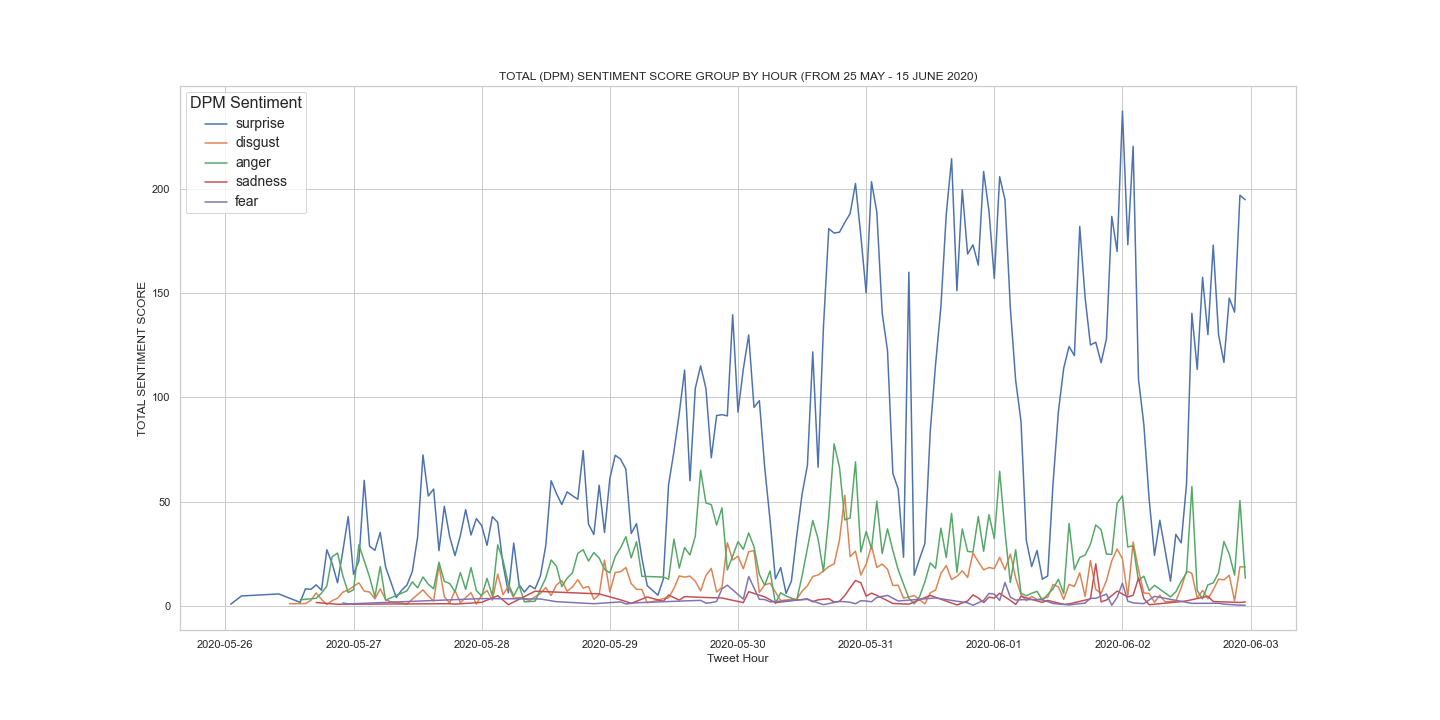 TOTAL (DPM) SENTIMENT SCORE GROUP BY HOUR (FROM 25 MAY - 15 JUNE 2020)
DPM Sentiment
surprise
disgust
anger
sadness
fear
TOTAL SENTIMENT SCORE
200
150
100
50
0
2020-05-26 2020-05-27 2020-05-28 2020-05-29 2020-05-30 2020-05-31 2020-06-01 2020-06-02 2020-06-03
Tweet Hour